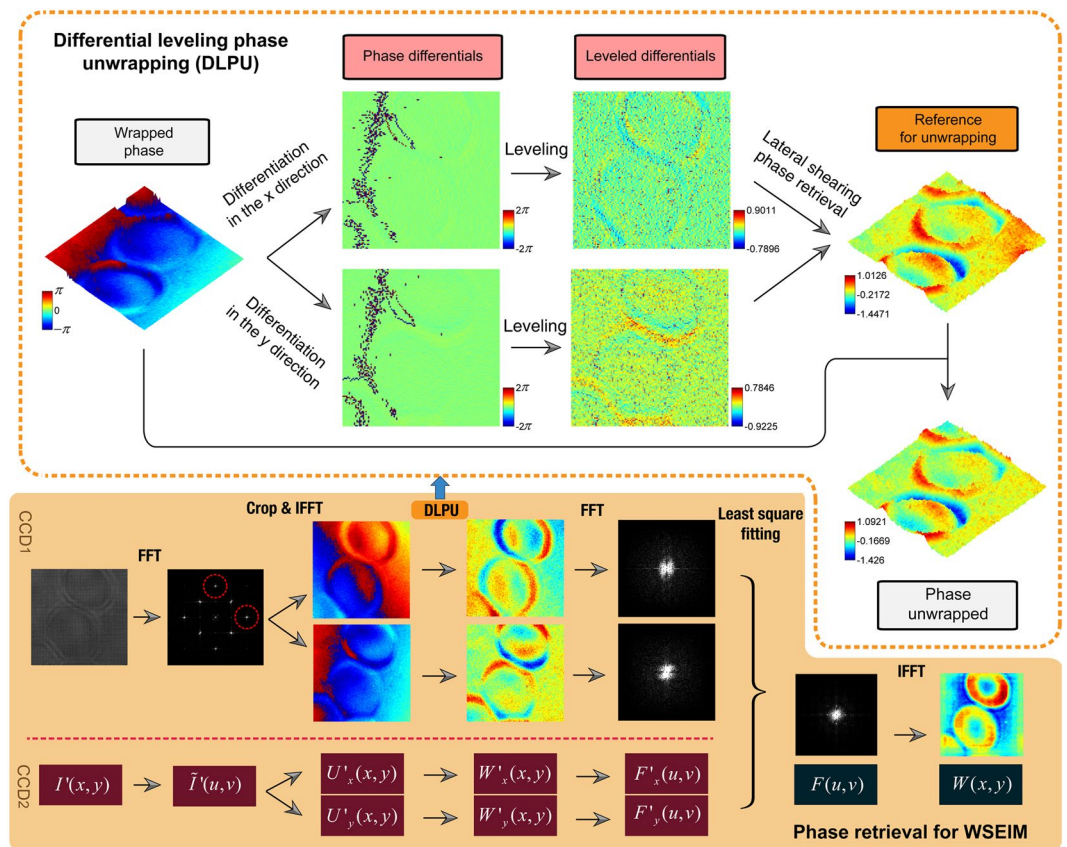 Differential leveling phase
unwrapping (DLPU)
Phase differentials
Leveled differentials
Wrapped
phase
Reference
for unwrapping
Differentiation
in the x direction
Leveling
Lateral shearing
phase retrieval
2π
-2π
0.9011
-0.7896
π
0
-π
Differentiation
in the y direction
Leveling
1.0126
-0.2172
-1.4471
2π
-2π
0.7846
-0.9225
1.0921
-0.1669
-1.426
Phase
unwrapped
CCD1
FFT
Crop & IFFT
DLPU
FFT
Least square
fitting
IFFT
CCD2
I'(x,y)
Ĩ'(u,v)
U'x(x,y)
W'x(x,y)
F'x(u,v)
U'y(x,y)
W'y(x,y)
F'y(u,v)
F(u,v)
W(x,y)
Phase retrieval for WSEIM